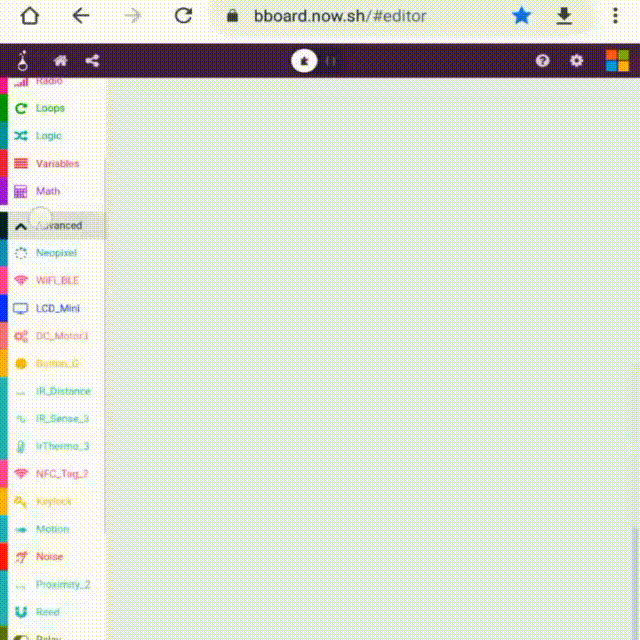 bboard.now.sh/#editor
Radio
Loops
Logic
Variables
Math
Advanced
Neopixel
WiFi_BLE
LCD_Mini
DC_Motor3
Button_G
IR_Distance
IR_Sense_3
IrThermo_3
NFC_Tag_2
Keylock
Motion
Noise
Proximity_2
Reed
Relay